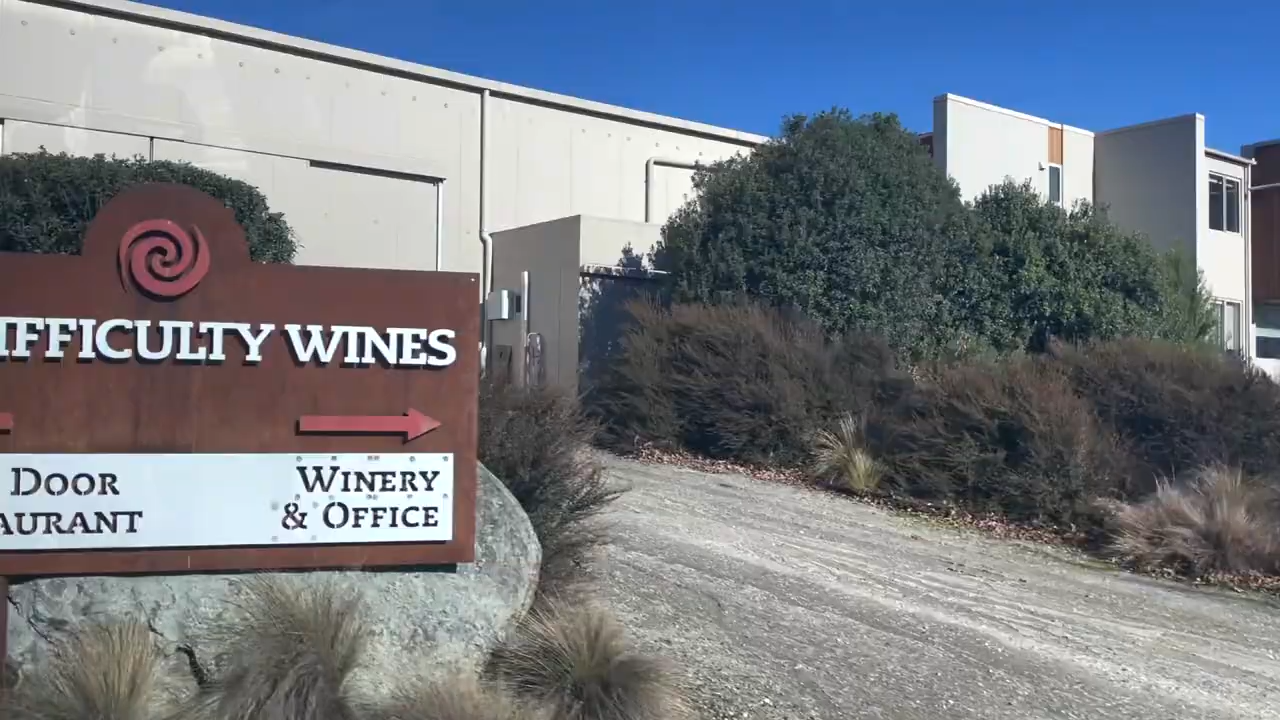 IFFICULTY WINES
DOOR
AURANT
WINERY
& OFFICE